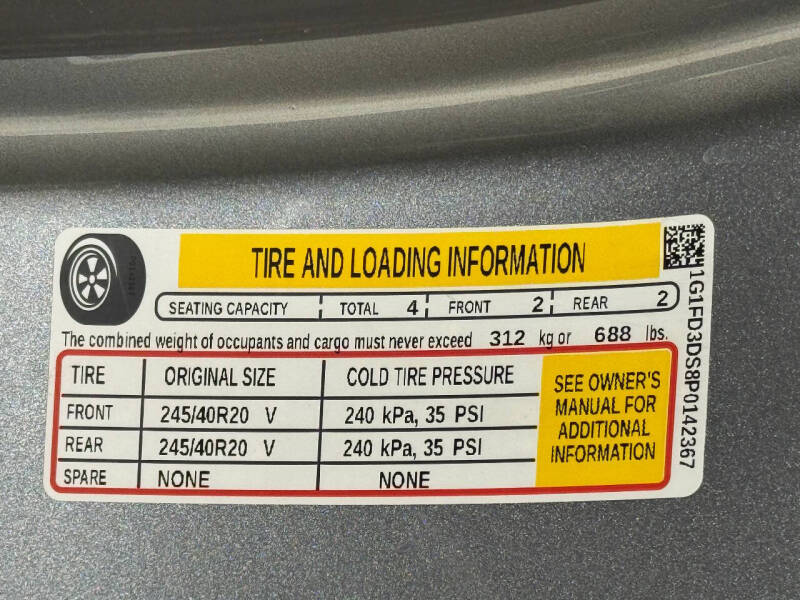 TIRE AND LOADING INFORMATION
SEATING CAPACITY TOTAL 4 FRONT 2 REAR 2
The combined weight of occupants and cargo must never exceed 312 kg or 688 lbs.
TIRE ORIGINAL SIZE COLD TIRE PRESSURE
FRONT 245/40R20 V 240 kPa, 35 PSI
REAR 245/40R20 V 240 kPa, 35 PSI
SPARE NONE NONE
SEE OWNER'S
MANUAL FOR
ADDITIONAL
INFORMATION
1G1FD3DS8P0142367